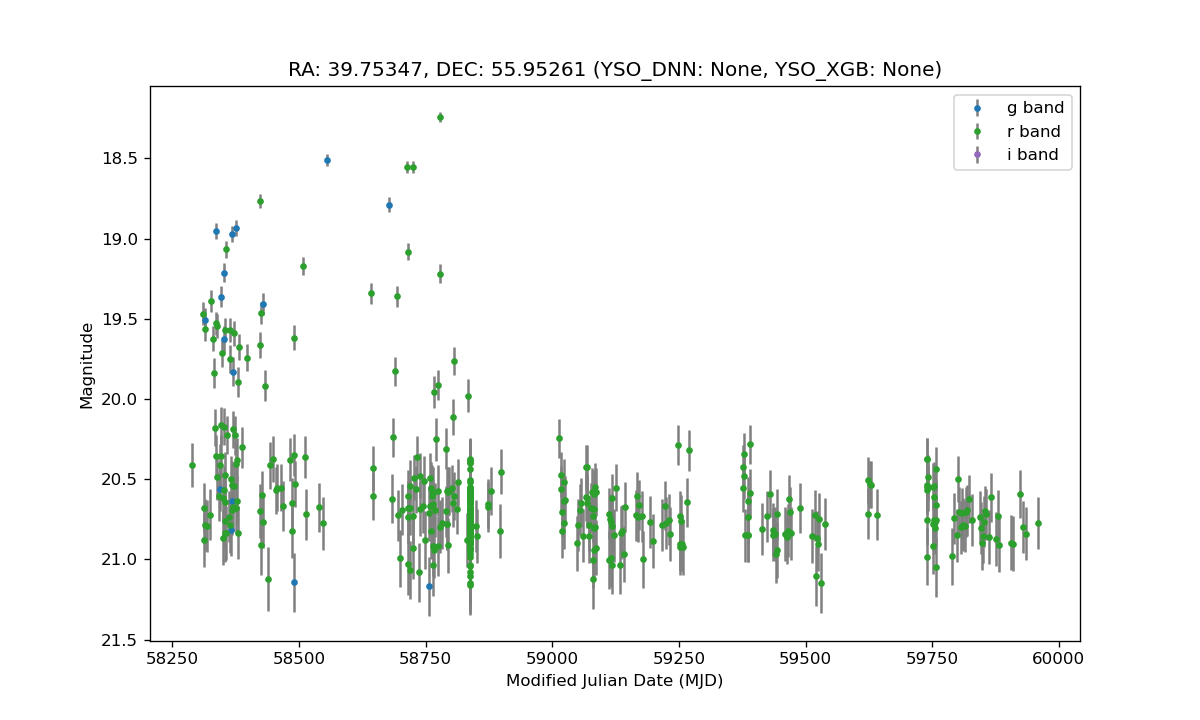 RA: 39.75347, DEC: 55.95261 (YSO_DNN: None, YSO_XGB: None)
g band
r band
i band
18.5
19.0
19.5
20.0
20.5
21.0
21.5
Magnitude
58250 58500 58750 59000 59250 59500 59750 60000
Modified Julian Date (MJD)